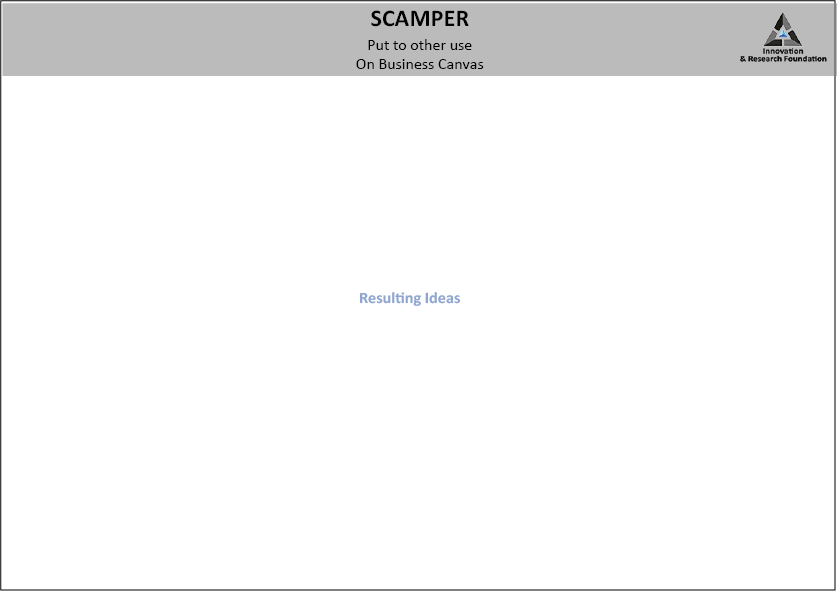 SCAMPER
Put to other use
On Business Canvas
Innovation
& Research Foundation
Resulting Ideas